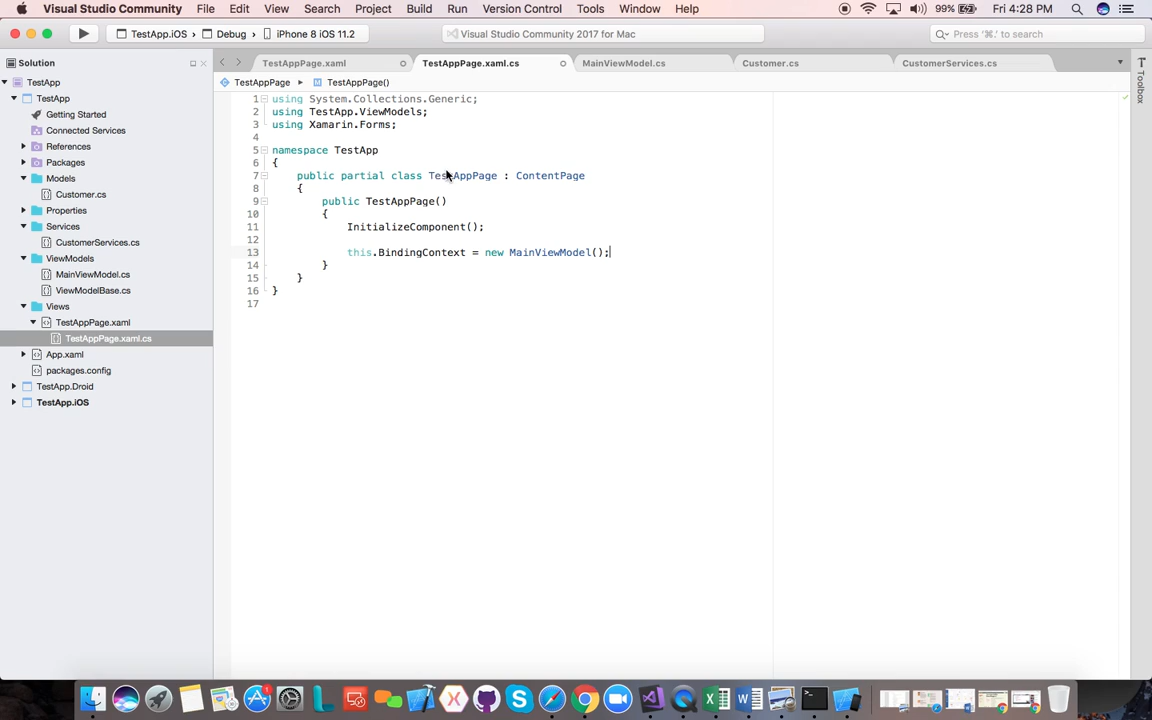 Visual Studio Community File Edit View Search Project Build Run Version Control Tools Window Help 99% Fri 4:28 PM
TestApp.iOS › Debug › iPhone 8 iOS 11.2 Visual Studio Community 2017 for Mac Press '⌘.' to search
Solution
TestApp
TestApp
Getting Started
Connected Services
References
Packages
Models
Customer.cs
Properties
Services
CustomerServices.cs
ViewModels
MainViewModel.cs
ViewModelBase.cs
Views
TestAppPage.xaml
TestAppPage.xaml.cs
App.xaml
packages.config
TestApp.Droid
TestApp.iOS
TestAppPage.xaml TestAppPage.xaml.cs MainViewModel.cs Customer.cs CustomerServices.cs
TestAppPage TestAppPage()
1 using System.Collections.Generic;
2 using TestApp.ViewModels;
3 using Xamarin.Forms;
4
5 namespace TestApp
6 {
7 public partial class TestAppPage : ContentPage
8 {
9 public TestAppPage()
10 {
11 InitializeComponent();
12
13 this.BindingContext = new MainViewModel();
14 }
15 }
16 }
17
Toolbox